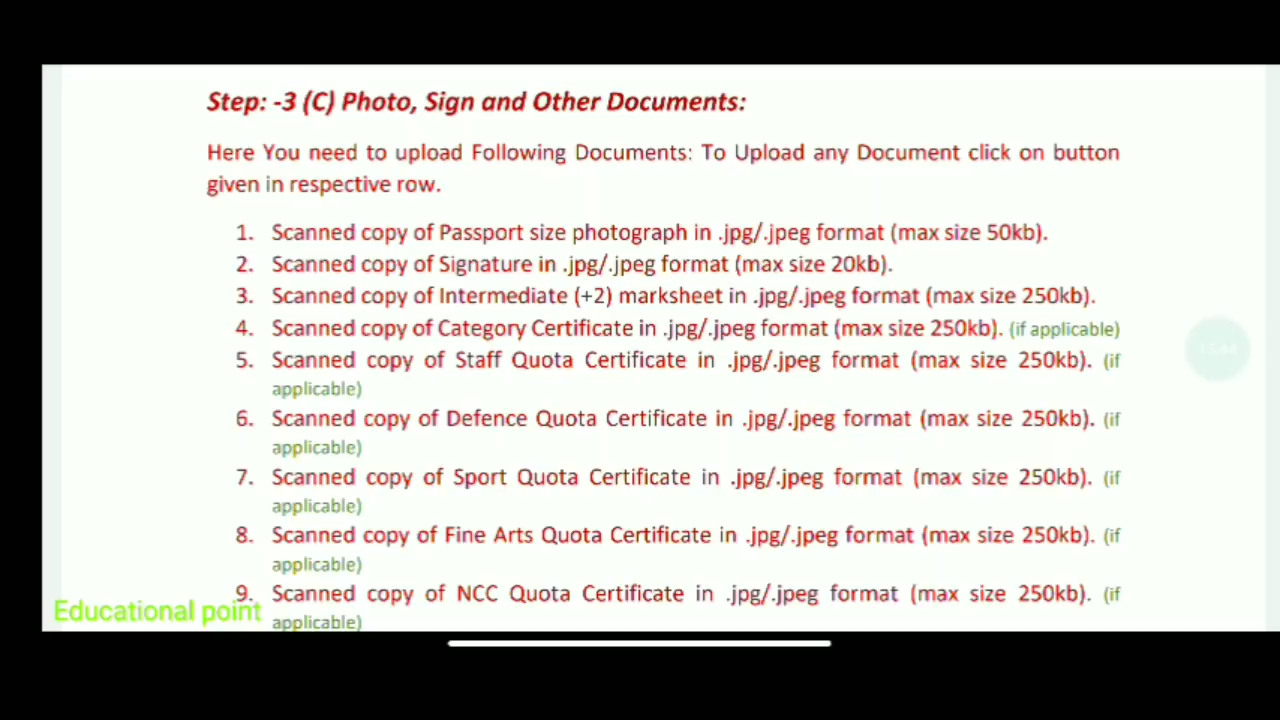 Step: -3 (C) Photo, Sign and Other Documents:
Here You need to upload Following Documents: To Upload any Document click on button
given in respective row.
1. Scanned copy of Passport size photograph in .jpg/.jpeg format (max size 50kb).
2. Scanned copy of Signature in .jpg/.jpeg format (max size 20kb).
3. Scanned copy of Intermediate (+2) marksheet in .jpg/.jpeg format (max size 250kb).
4. Scanned copy of Category Certificate in .jpg/.jpeg format (max size 250kb). (if applicable)
5. Scanned copy of Staff Quota Certificate in .jpg/.jpeg format (max size 250kb). (if
applicable)
6. Scanned copy of Defence Quota Certificate in .jpg/.jpeg format (max size 250kb). (if
applicable)
7. Scanned copy of Sport Quota Certificate in .jpg/.jpeg format (max size 250kb). (if
applicable)
8. Scanned copy of Fine Arts Quota Certificate in .jpg/.jpeg format (max size 250kb). (if
applicable)
9. Scanned copy of NCC Quota Certificate in .jpg/.jpeg format (max size 250kb). (if
applicable)
Educational point